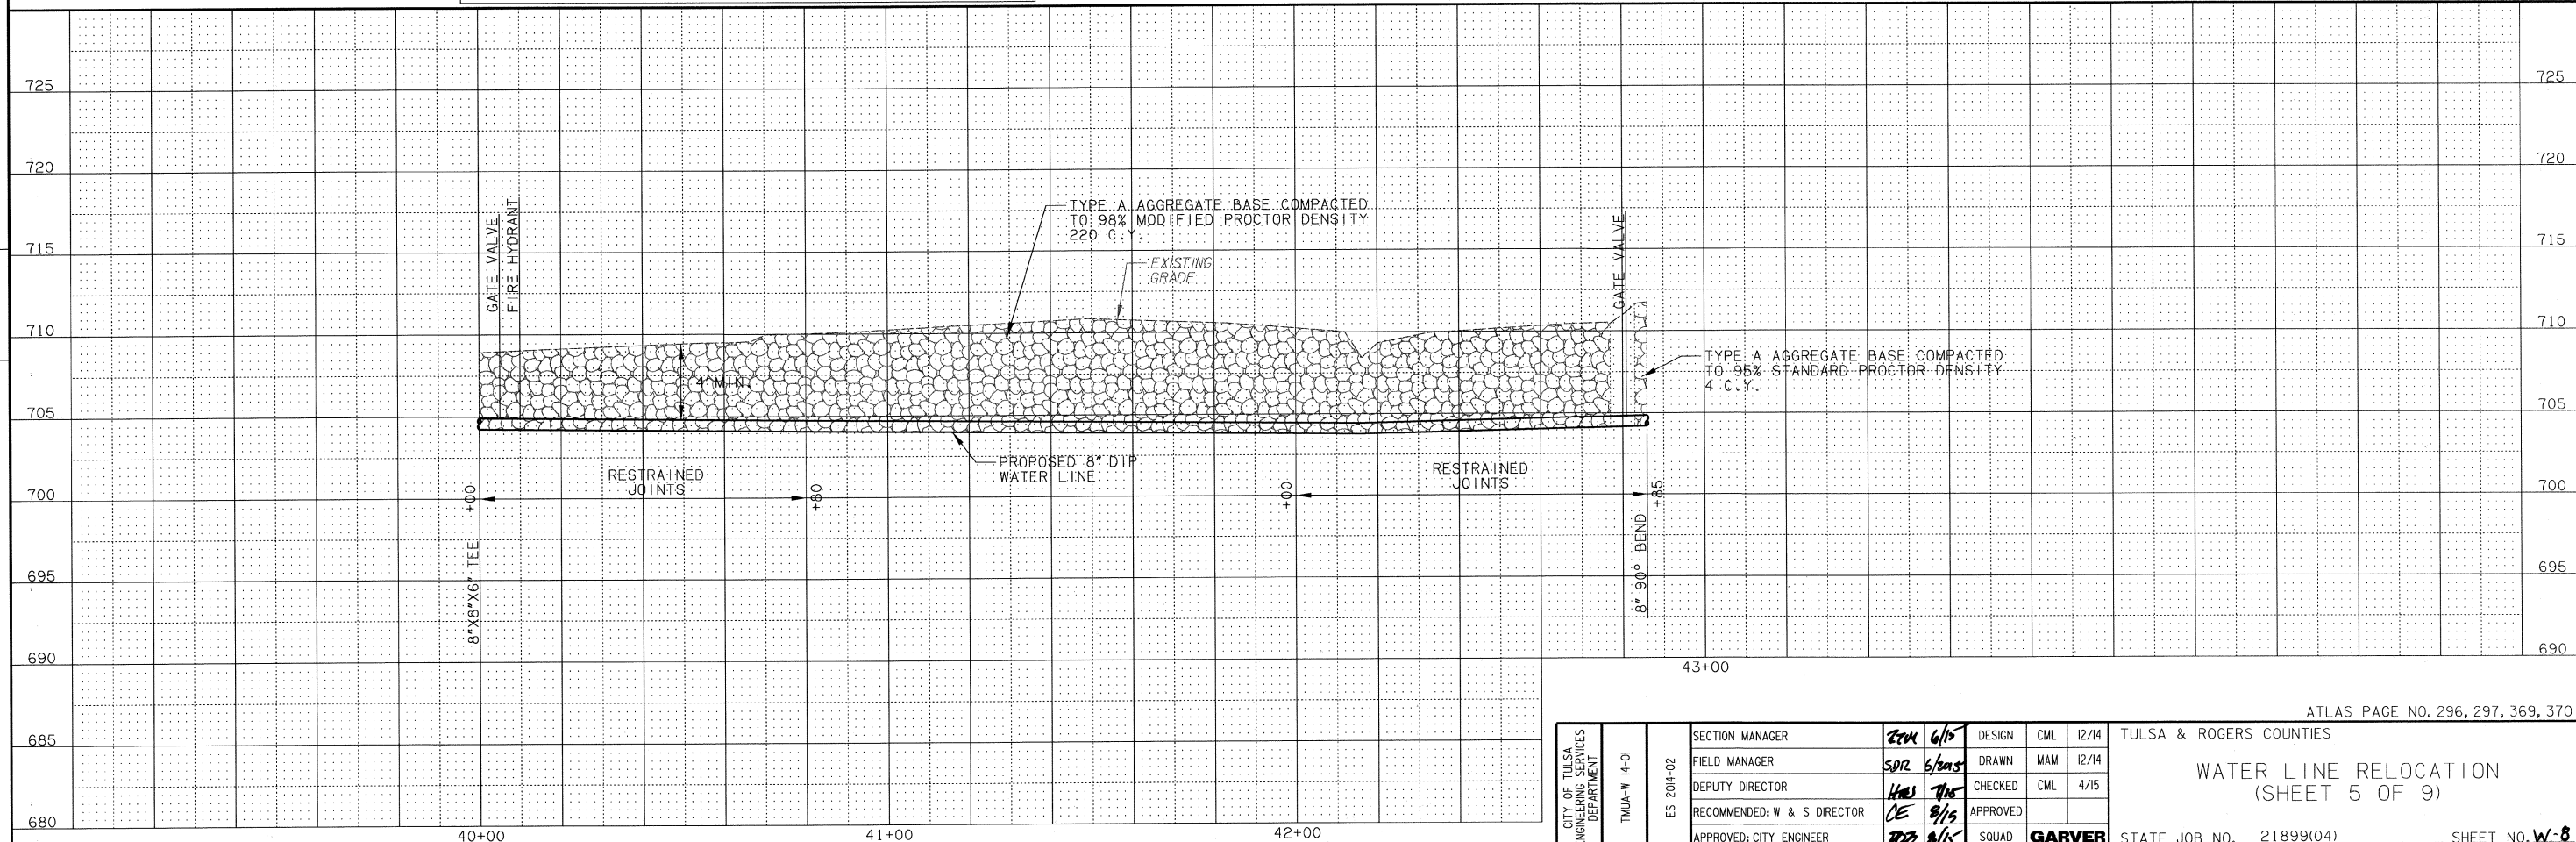 725
725
720
720
TYPE A AGGREGATE BASE COMPACTED
TO 98% MODIFIED PROCTOR DENSITY
220 C.Y.
GATE VALVE
FIRE HYDRANT
GATE VALVE
715
715
EXISTING
GRADE
710
710
4' MIN.
TYPE A AGGREGATE BASE COMPACTED
TO 95% STANDARD PROCTOR DENSITY
4 C.Y.
705
705
PROPOSED 8" DIP
WATER LINE
RESTRAINED
JOINTS
RESTRAINED
JOINTS
700
700
+00
+80
+00
+85
8"X8"X6" TEE
8" 90° BEND
695
695
690
690
43+00
685
680
40+00
41+00
42+00
ATLAS PAGE NO. 296, 297, 369, 370
CITY OF TULSA
ENGINEERING SERVICES
DEPARTMENT
TMUA-W 14-01
ES 2014-02
SECTION MANAGER 6/15 DESIGN CML 12/14
FIELD MANAGER SDR 6/2015 DRAWN MAM 12/14
DEPUTY DIRECTOR 7/15 CHECKED CML 4/15
RECOMMENDED: W & S DIRECTOR CE 8/15 APPROVED
APPROVED: CITY ENGINEER 8/15 SQUAD GARVER
TULSA & ROGERS COUNTIES
WATER LINE RELOCATION
(SHEET 5 OF 9)
STATE JOB NO. 21899(04) SHEET NO. W-8